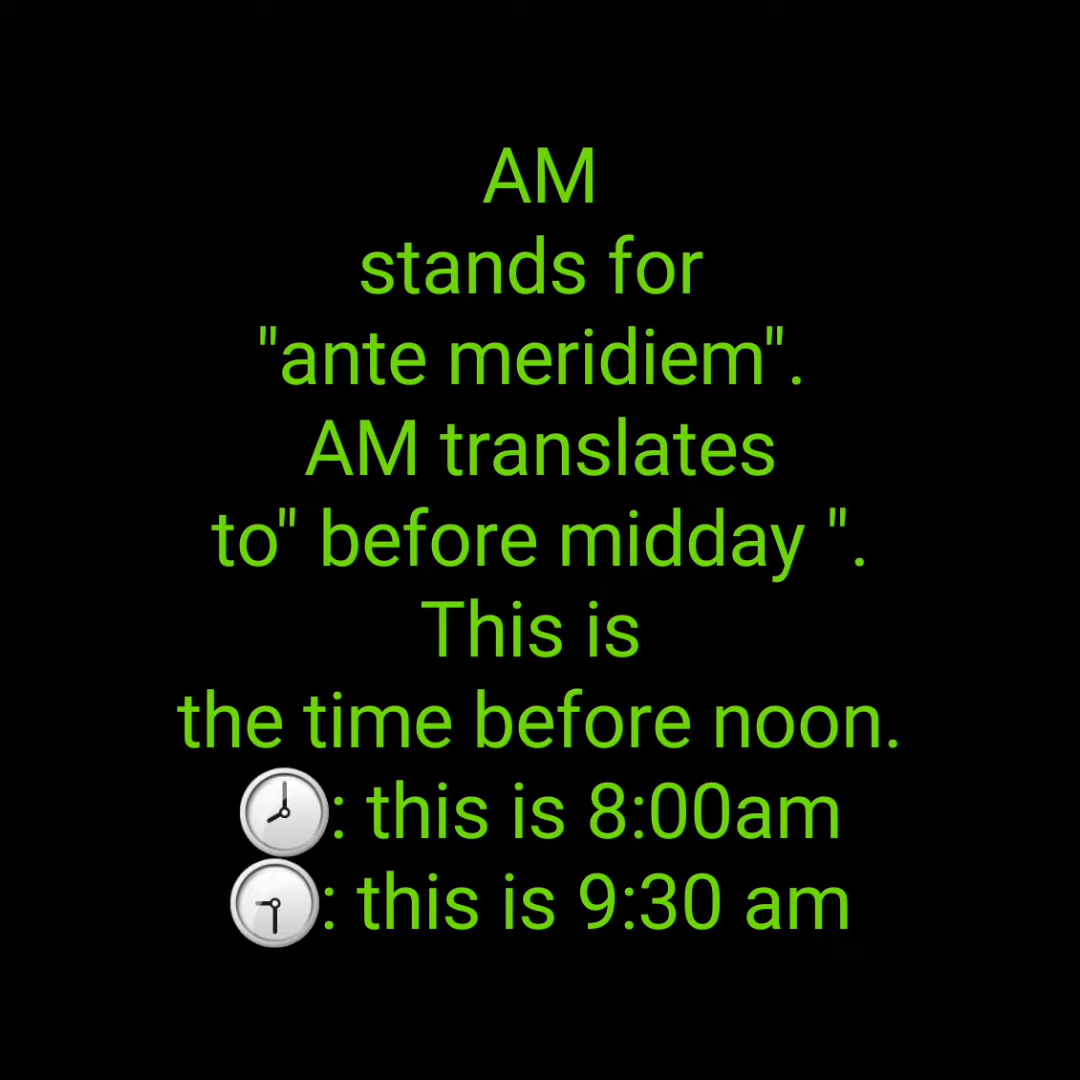 AM
stands for
"ante meridiem".
AM translates
to" before midday ".
This is
the time before noon.
🕗: this is 8:00am
🕤: this is 9:30 am